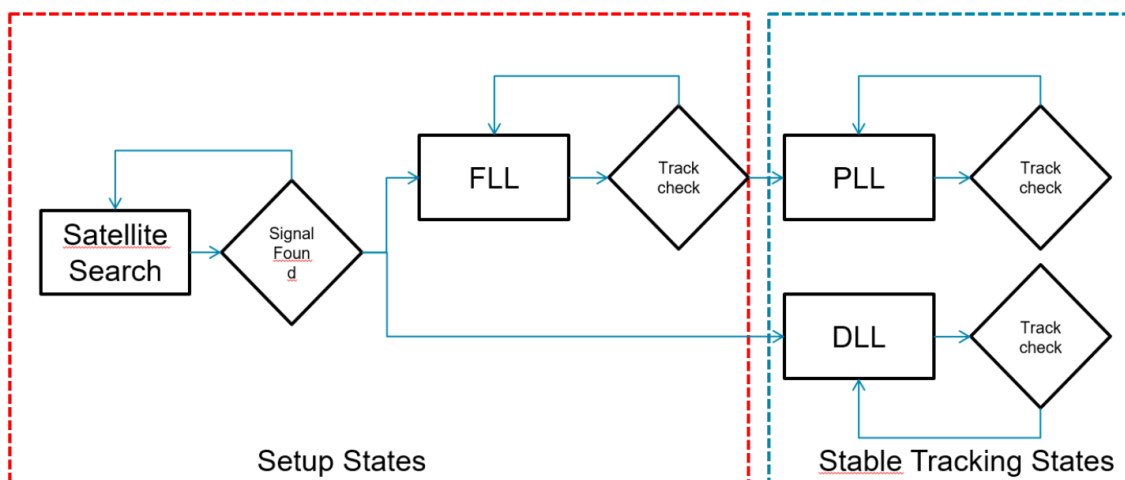 Satellite
Search
Signal
Foun
d
FLL
Track
check
PLL
Track
check
DLL
Track
check
Setup States
Stable Tracking States